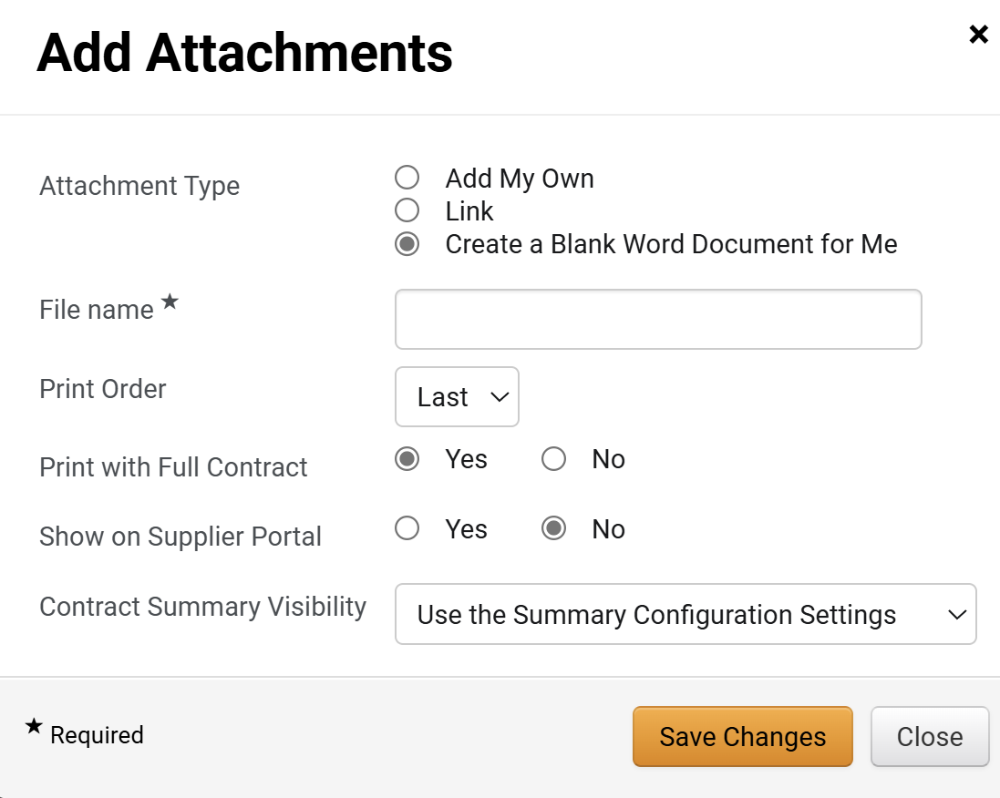 Add Attachments
Attachment Type
Add My Own
Link
Create a Blank Word Document for Me
File name ★
Print Order
Last
Print with Full Contract
Yes No
Show on Supplier Portal
Yes No
Contract Summary Visibility
Use the Summary Configuration Settings
★ Required
Save Changes
Close